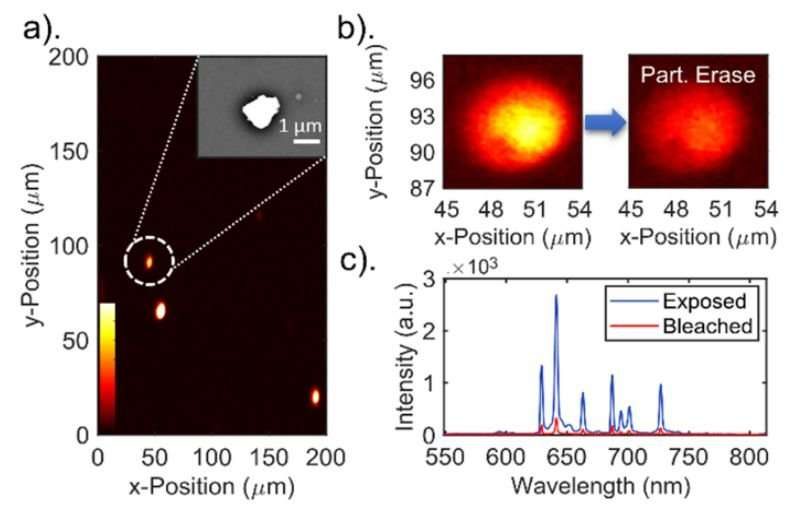 a).
200
150
100
50
0
0 50 100 150 200
x-Position (μm)
y-Position (μm)
1 μm
b).
96
93
90
87
45 48 51 54
x-Position (μm)
y-Position (μm)
Part. Erase
45 48 51 54
x-Position (μm)
c).
·×10³
3
2
1
0
550 600 650 700 750 800
Wavelength (nm)
Intensity (a.u.)
Exposed
Bleached